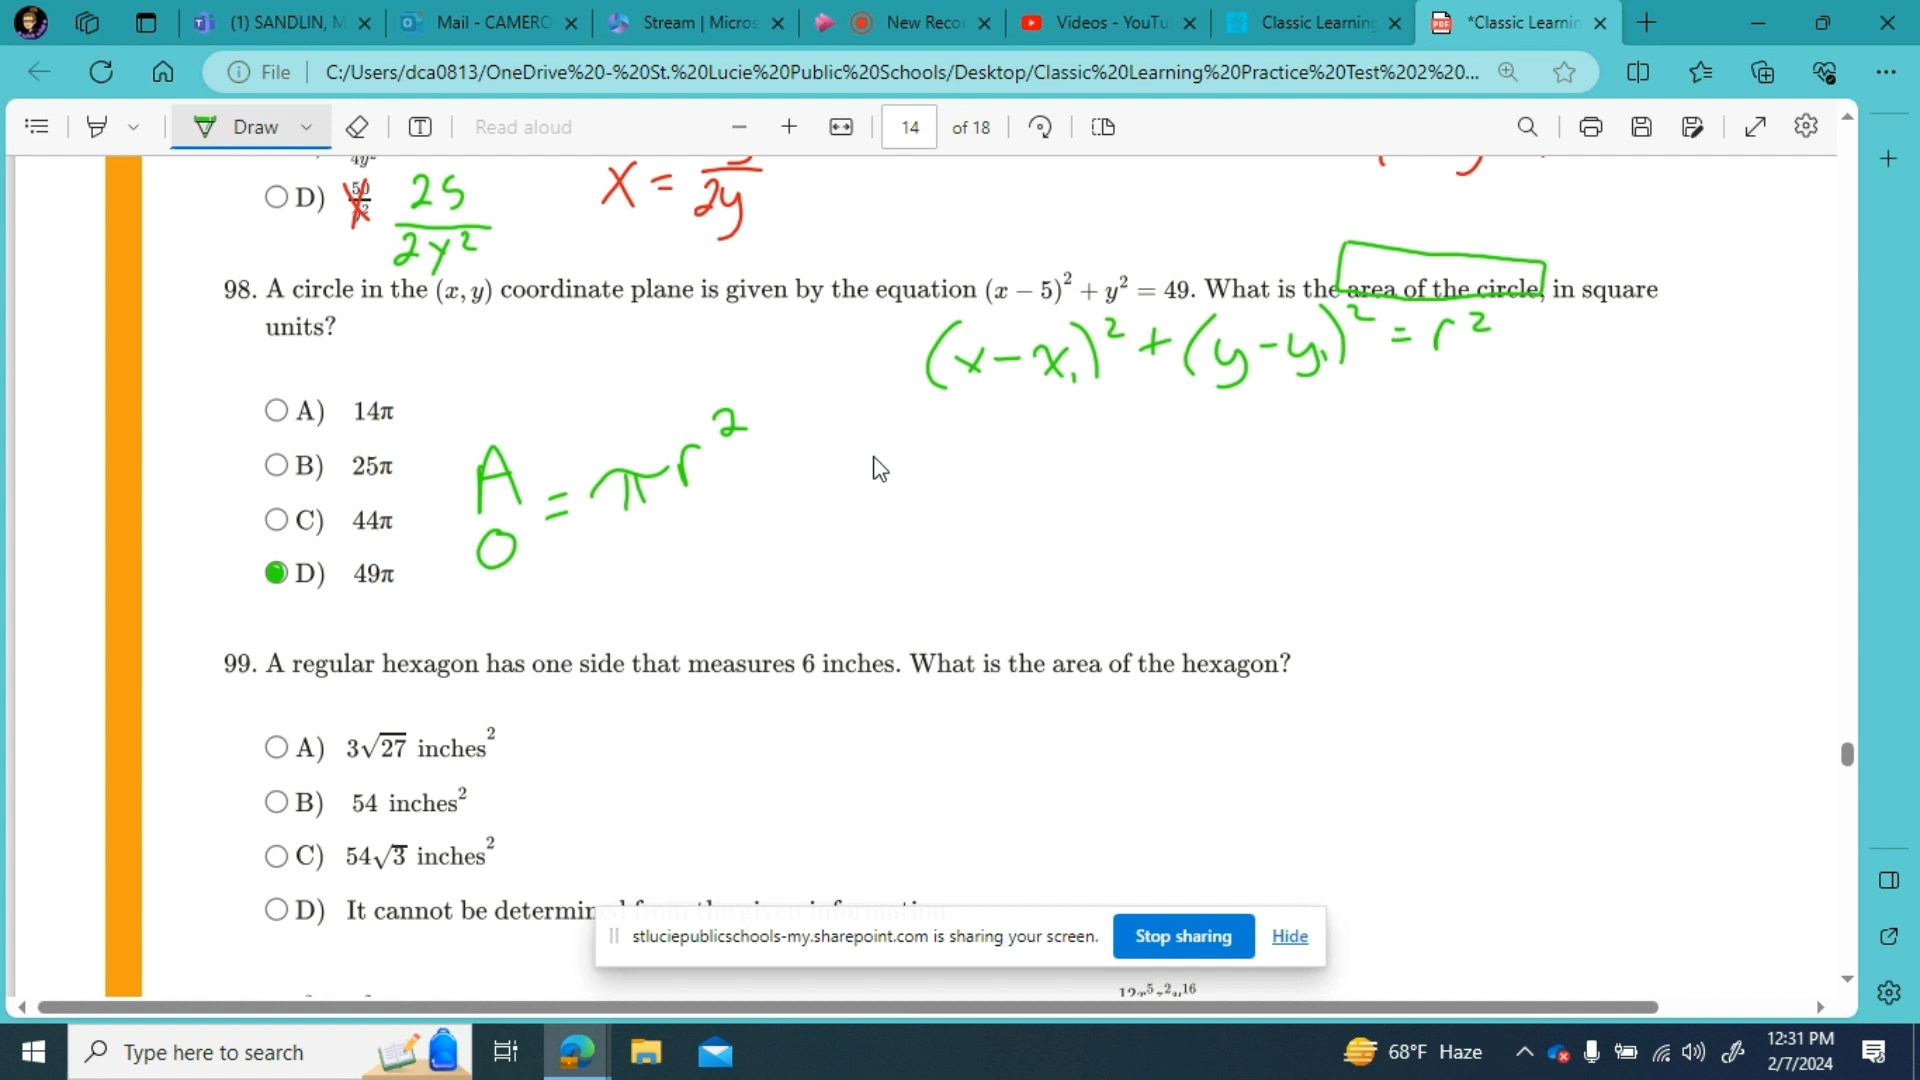 (1) SANDLIN, M
Mail - CAMERO
Stream | Micros
New Reco
Videos - YouTu
Classic Learning
*Classic Learnin
File
C:/Users/dca0813/OneDrive%20-%20St.%20Lucie%20Public%20Schools/Desktop/Classic%20Learning%20Practice%20Test%202%20...
Draw
Read aloud
14
of 18
4y²
D) 50
25
2y²
x =
2y
98. A circle in the (x, y) coordinate plane is given by the equation (x − 5)² + y² = 49. What is the area of the circle, in square
units?
(x-x₁)² + (y-y₁)² = r²
A) 14π
B) 25π
C) 44π
D) 49π
A = πr²
99. A regular hexagon has one side that measures 6 inches. What is the area of the hexagon?
A) 3√27 inches²
B) 54 inches²
C) 54√3 inches²
D) It cannot be determin
stluciepublicschools-my.sharepoint.com is sharing your screen.
Stop sharing
Hide
Type here to search
68°F Haze
12:31 PM
2/7/2024